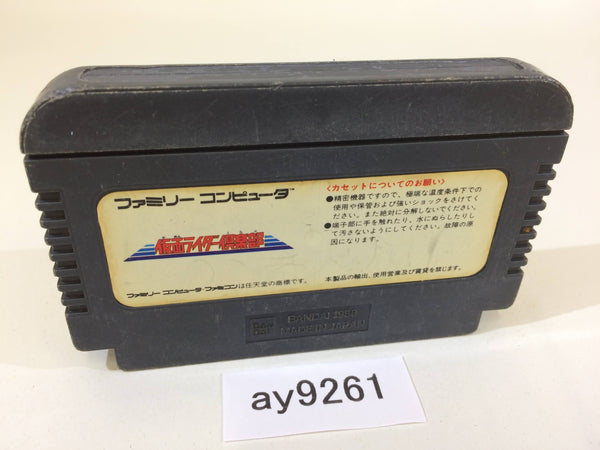 ファミリー コンピュータ™
仮面ライダー倶楽部
ファミリー コンピュータ・ファミコンは任天堂の商標です。
〈カセットについてのお願い〉
●精密機器ですので、極端な温度条件下での
使用や保管および強いショックをさけてく
ださい。また絶対に分解しないでください。
●端子部に手を触れたり、水にぬらしたりし
て汚さないようにしてください。故障の原
因になります。
本製品の輸出、使用営業及び賃貸を禁じます。
BAN
DAI
BANDAI 1988
MADE IN JAPAN
ay9261